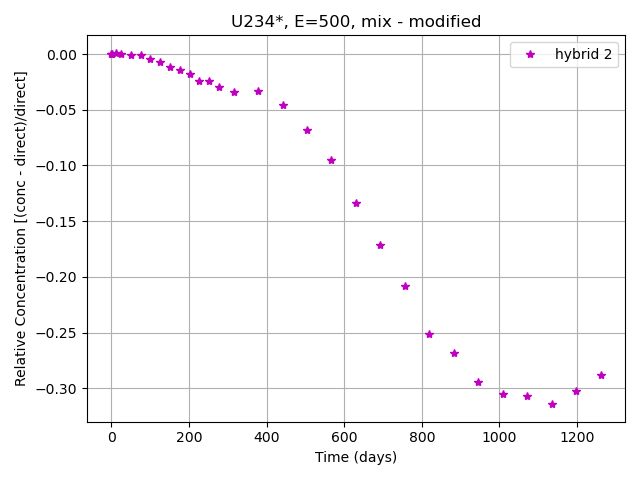 U234*, E=500, mix - modified
hybrid 2
0.00
−0.05
−0.10
−0.15
−0.20
−0.25
−0.30
Relative Concentration [(conc - direct)/direct]
0 200 400 600 800 1000 1200
Time (days)